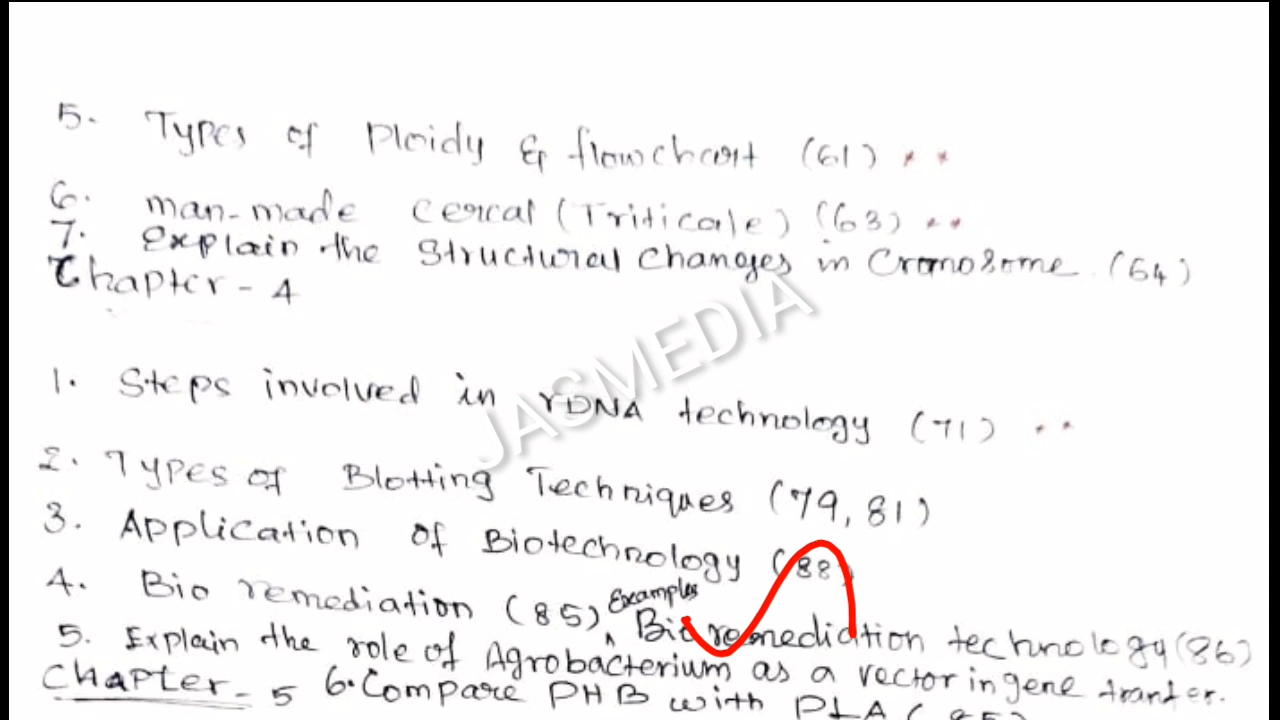 5. Types of Ploidy & flowchart (61) **
6. man-made cereal (Triticale) (63) **
7. Explain the Structural Changes in Cromosome (64)
Chapter - 4
JASMEDIA
1. Steps involved in rDNA technology (71) **
2. Types of Blotting Techniques (79, 81)
3. Application of Biotechnology (88)
4. Bio remediation (85) Examples ^ Bio remediation technology (86)
5. Explain the role of Agrobacterium as a vector in gene tranfer.
Chapter - 5 6. Compare PHB with PLA (85)